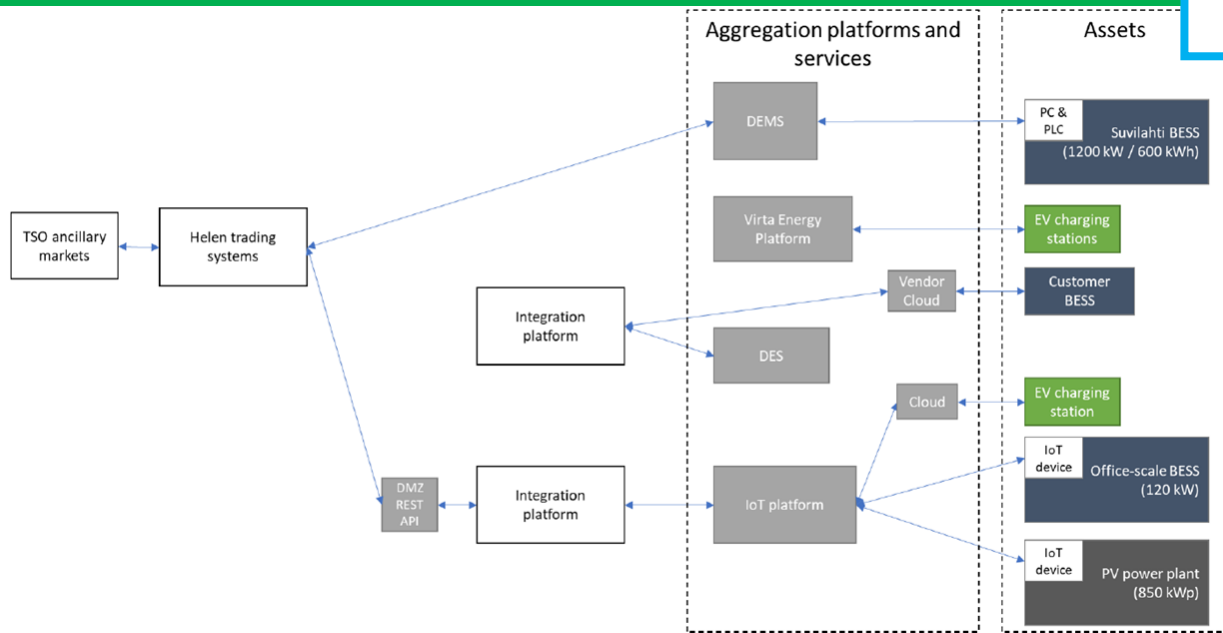 Aggregation platforms and
services
Assets
DEMS
PC &
PLC
Suvilahti BESS
(1200 kW / 600 kWh)
Virta Energy
Platform
EV charging
stations
TSO ancillary
markets
Helen trading
systems
Vendor
Cloud
Customer
BESS
Integration
platform
DES
Cloud
EV charging
station
IoT
device
Office-scale BESS
(120 kW)
DMZ
REST
API
Integration
platform
IoT platform
IoT
device
PV power plant
(850 kWp)